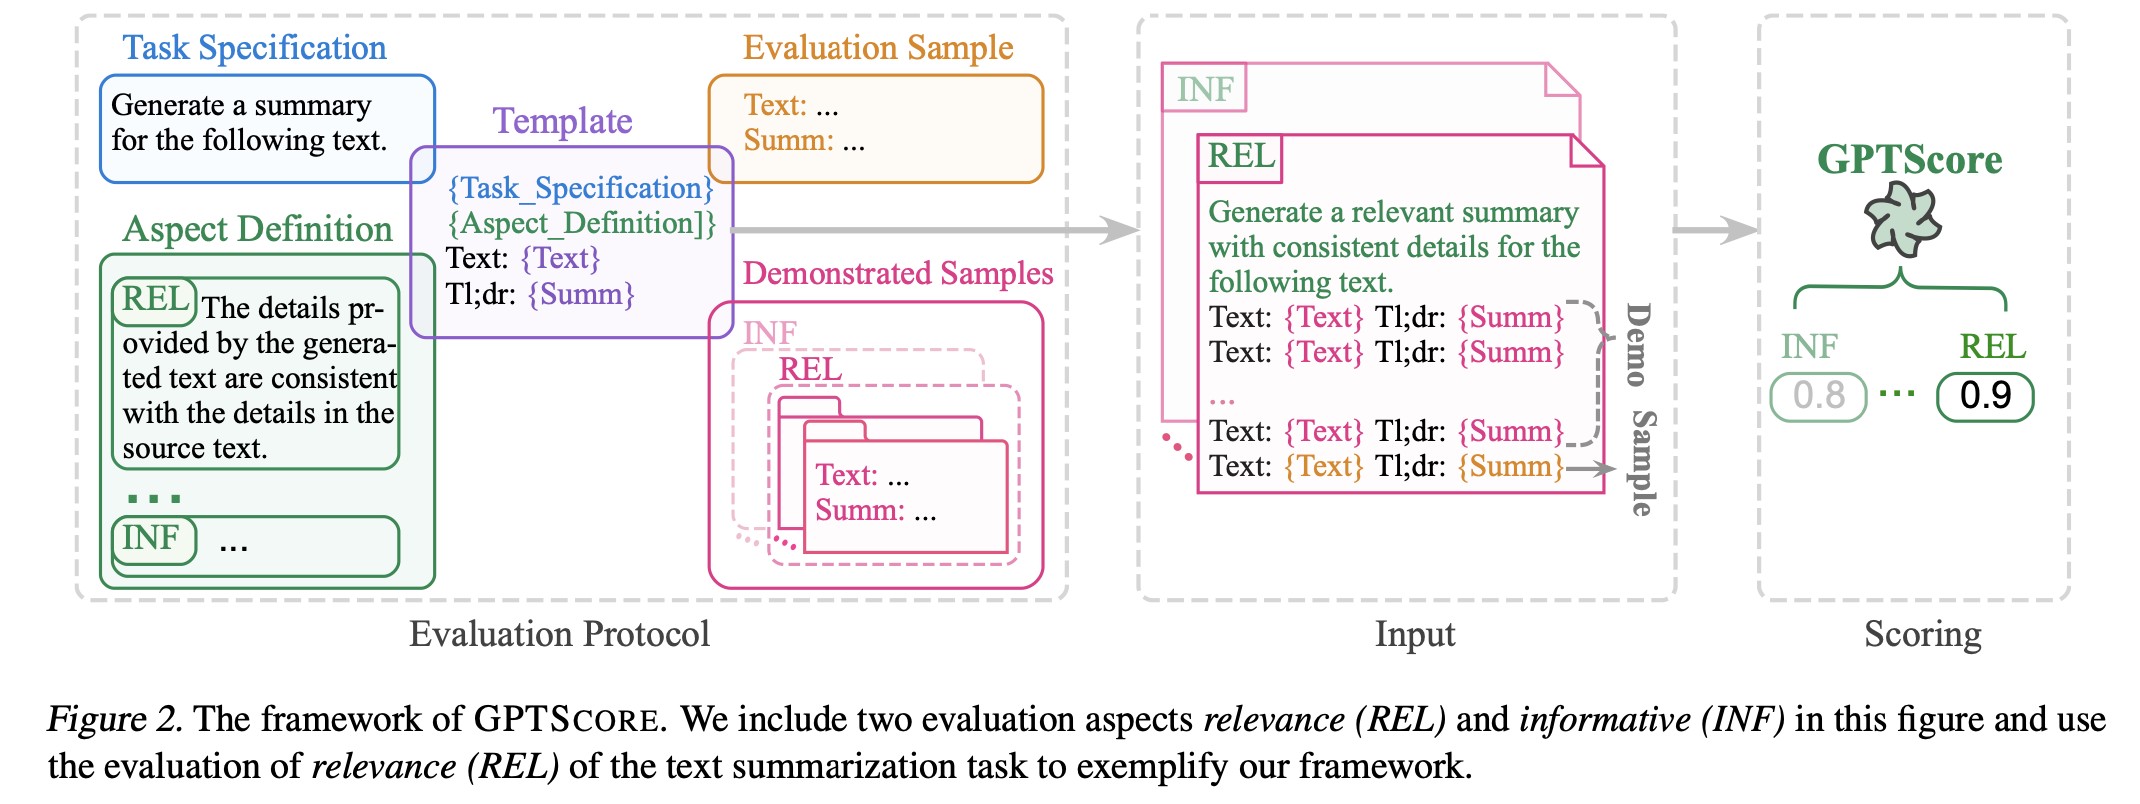 Task Specification
Generate a summary
for the following text.
Template
{Task_Specification}
{Aspect_Definition]}
Text: {Text}
Tl;dr: {Summ}
Evaluation Sample
Text: ...
Summ: ...
Aspect Definition
REL The details pr-
ovided by the genera-
ted text are consistent
with the details in the
source text.
...
INF ...
Demonstrated Samples
INF
REL
Text: ...
Summ: ...
Evaluation Protocol
INF
REL
Generate a relevant summary
with consistent details for the
following text.
Text: {Text} Tl;dr: {Summ}
Text: {Text} Tl;dr: {Summ}
...
Text: {Text} Tl;dr: {Summ}
Text: {Text} Tl;dr: {Summ}
Demo Sample
Input
GPTScore
INF REL
0.8 ... 0.9
Scoring
Figure 2. The framework of GPTSCORE. We include two evaluation aspects relevance (REL) and informative (INF) in this figure and use
the evaluation of relevance (REL) of the text summarization task to exemplify our framework.